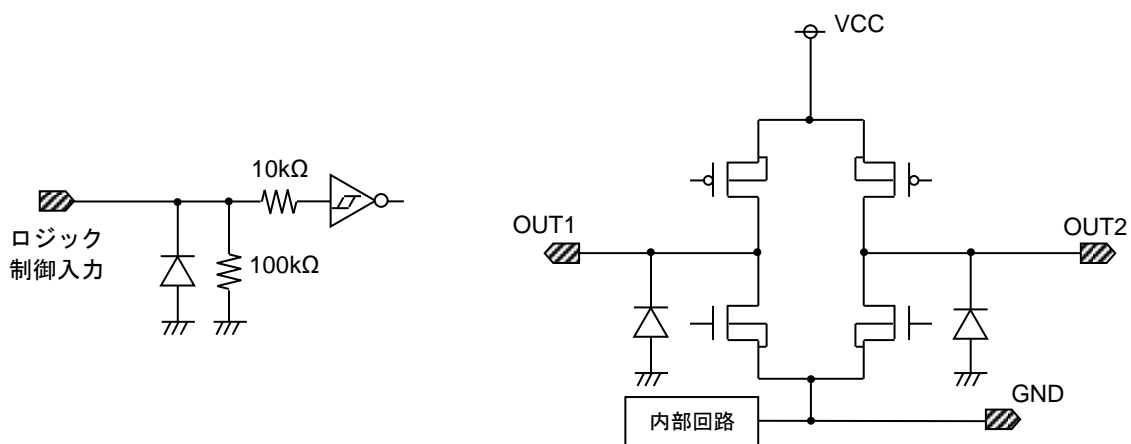 VCC
10kΩ
OUT1
OUT2
ロジック
制御入力
100kΩ
GND
内部回路